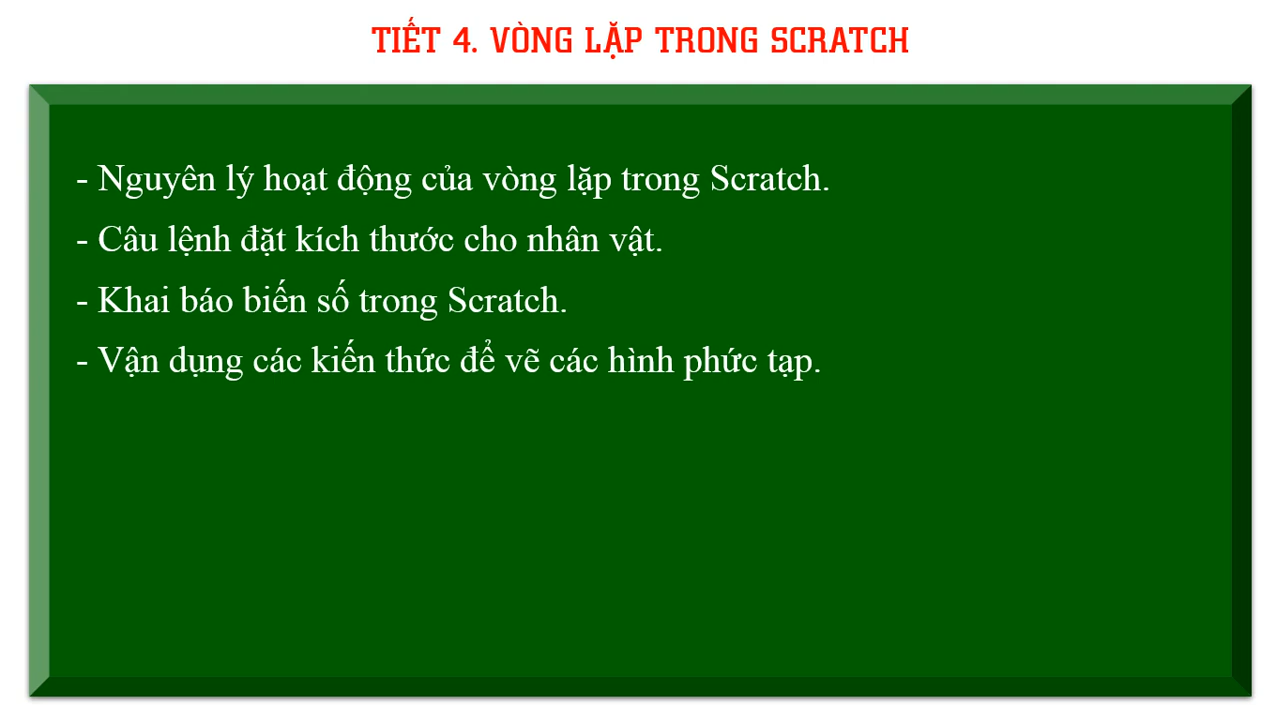 TIẾT 4. VÒNG LẶP TRONG SCRATCH
- Nguyên lý hoạt động của vòng lặp trong Scratch.
- Câu lệnh đặt kích thước cho nhân vật.
- Khai báo biến số trong Scratch.
- Vận dụng các kiến thức để vẽ các hình phức tạp.